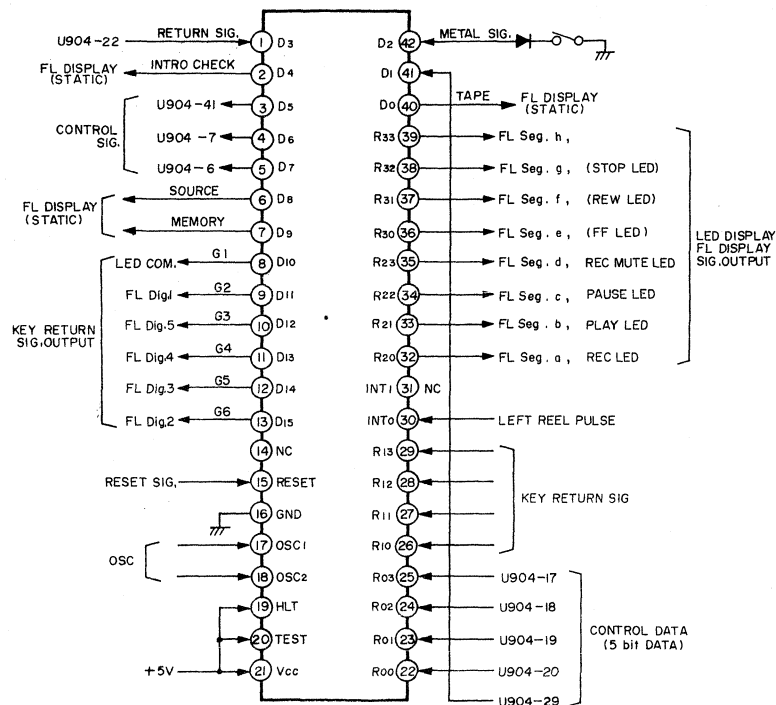 U904-22 RETURN SIG. 1 D3
FL DISPLAY (STATIC) INTRO CHECK 2 D4
CONTROL SIG.
U904-41 3 D5
U904-7 4 D6
U904-6 5 D7
FL DISPLAY (STATIC)
SOURCE 6 D8
MEMORY 7 D9
KEY RETURN SIG.OUTPUT
LED COM. G1 8 D10
FL Dig.1 G2 9 D11
FL Dig.5 G3 10 D12
FL Dig.4 G4 11 D13
FL Dig.3 G5 12 D14
FL Dig.2 G6 13 D15
14 NC
RESET SIG. 15 RESET
16 GND
OSC
17 OSC1
18 OSC2
19 HLT
20 TEST
+5V 21 Vcc
D2 42 METAL SIG.
D1 41
D0 40 TAPE FL DISPLAY (STATIC)
R33 39 FL Seg. h,
R32 38 FL Seg. g, (STOP LED)
R31 37 FL Seg. f, (REW LED)
R30 36 FL Seg. e, (FF LED)
R23 35 FL Seg. d, REC MUTE LED
R22 34 FL Seg. c, PAUSE LED
R21 33 FL Seg. b, PLAY LED
R20 32 FL Seg. a, REC LED
LED DISPLAY
FL DISPLAY
SIG.OUTPUT
INT1 31 NC
INT0 30 LEFT REEL PULSE
R13 29
R12 28
R11 27
R10 26
KEY RETURN SIG
R03 25 U904-17
R02 24 U904-18
R01 23 U904-19
R00 22 U904-20
U904-29
CONTROL DATA
(5 bit DATA)